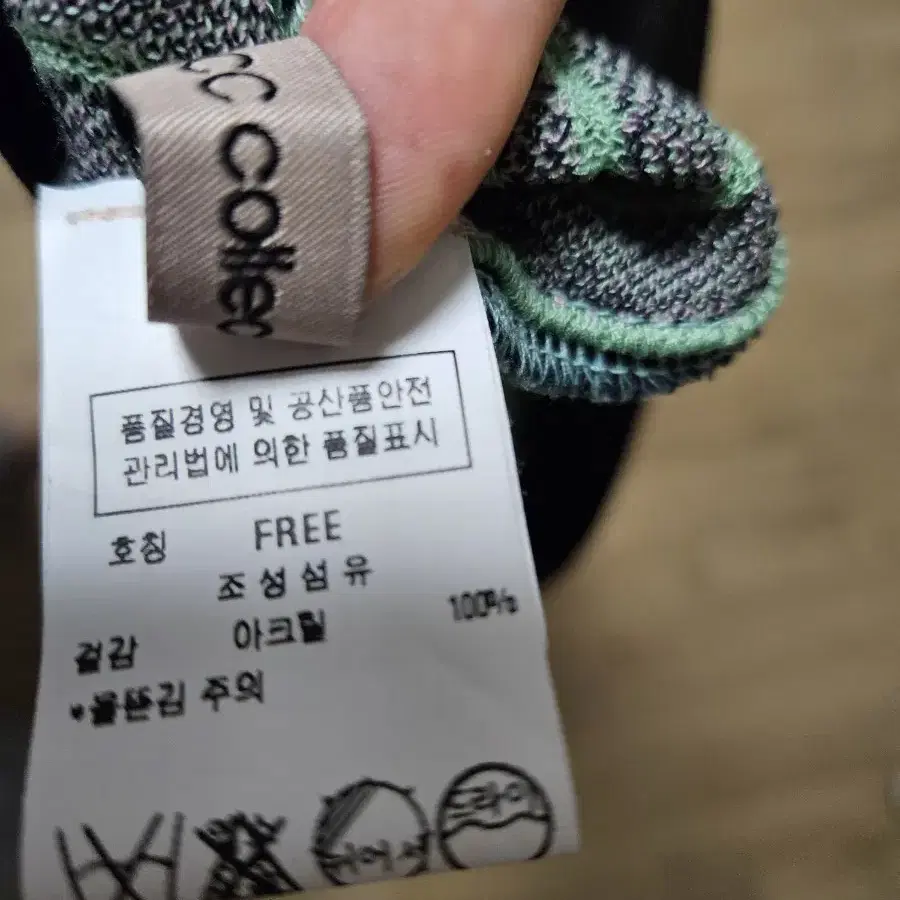 cc collec
품질경영 및 공산품안전
관리법에 의한 품질표시
호칭 FREE
조성섬유
겉감 아크릴 100%
*올뜯김 주의
드라이